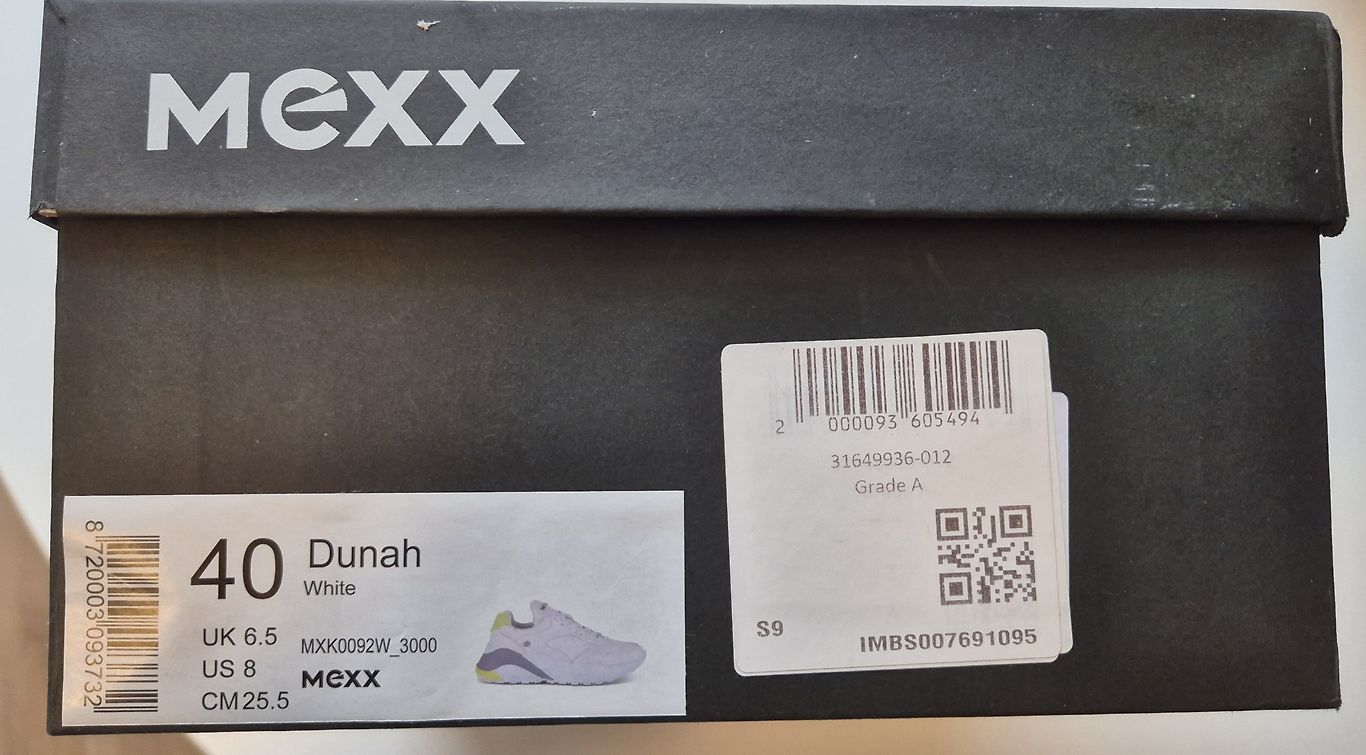 Mexx
2 000093 605494
31649936-012
Grade A
S9
IMBS007691095
8 720003 093732
40
Dunah
White
UK 6.5
US 8
CM 25.5
MXK0092W_3000
Mexx